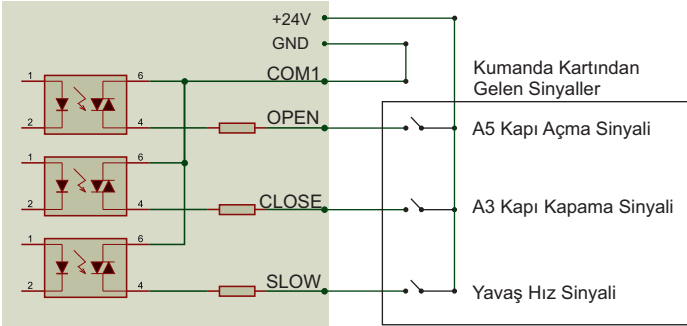 +24V
GND
COM1
Kumanda Kartından
Gelen Sinyaller
1
6
2
4
OPEN
A5 Kapı Açma Sinyali
1
6
2
4
CLOSE
A3 Kapı Kapama Sinyali
1
6
2
4
SLOW
Yavaş Hız Sinyali